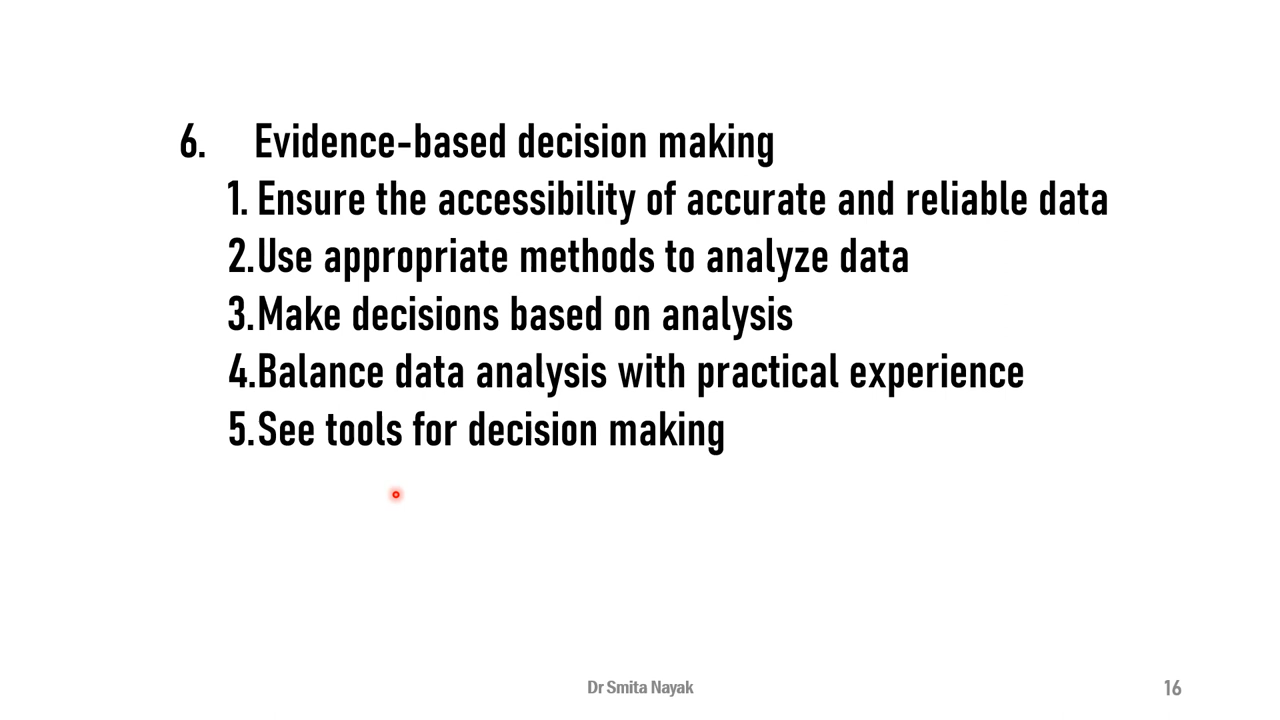 6. Evidence-based decision making
1. Ensure the accessibility of accurate and reliable data
2.Use appropriate methods to analyze data
3.Make decisions based on analysis
4.Balance data analysis with practical experience
5.See tools for decision making
Dr Smita Nayak
16